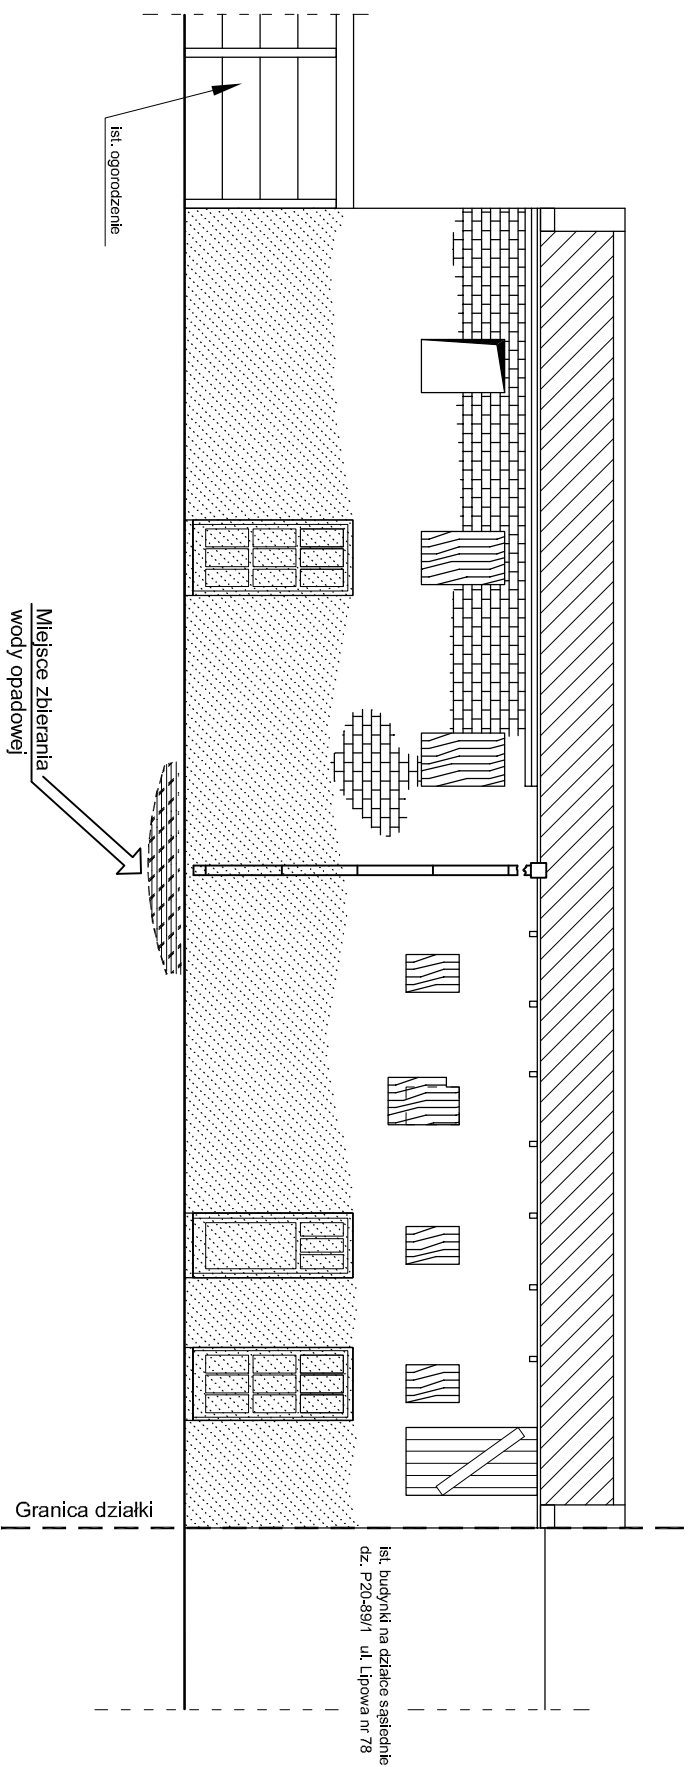 ist. ogorodzenie
Miejsce zbierania
wody opadowej
Granica działki
ist. budynki na działce sąsiednie
dz. P20-89/1 ul. Lipowa nr 78